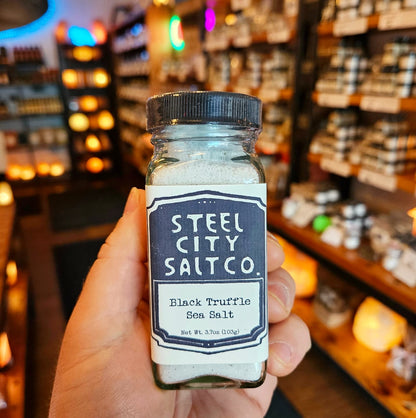 STEEL
CITY
SALT CO.
Black Truffle
Sea Salt
Net Wt 3.7oz (105g)